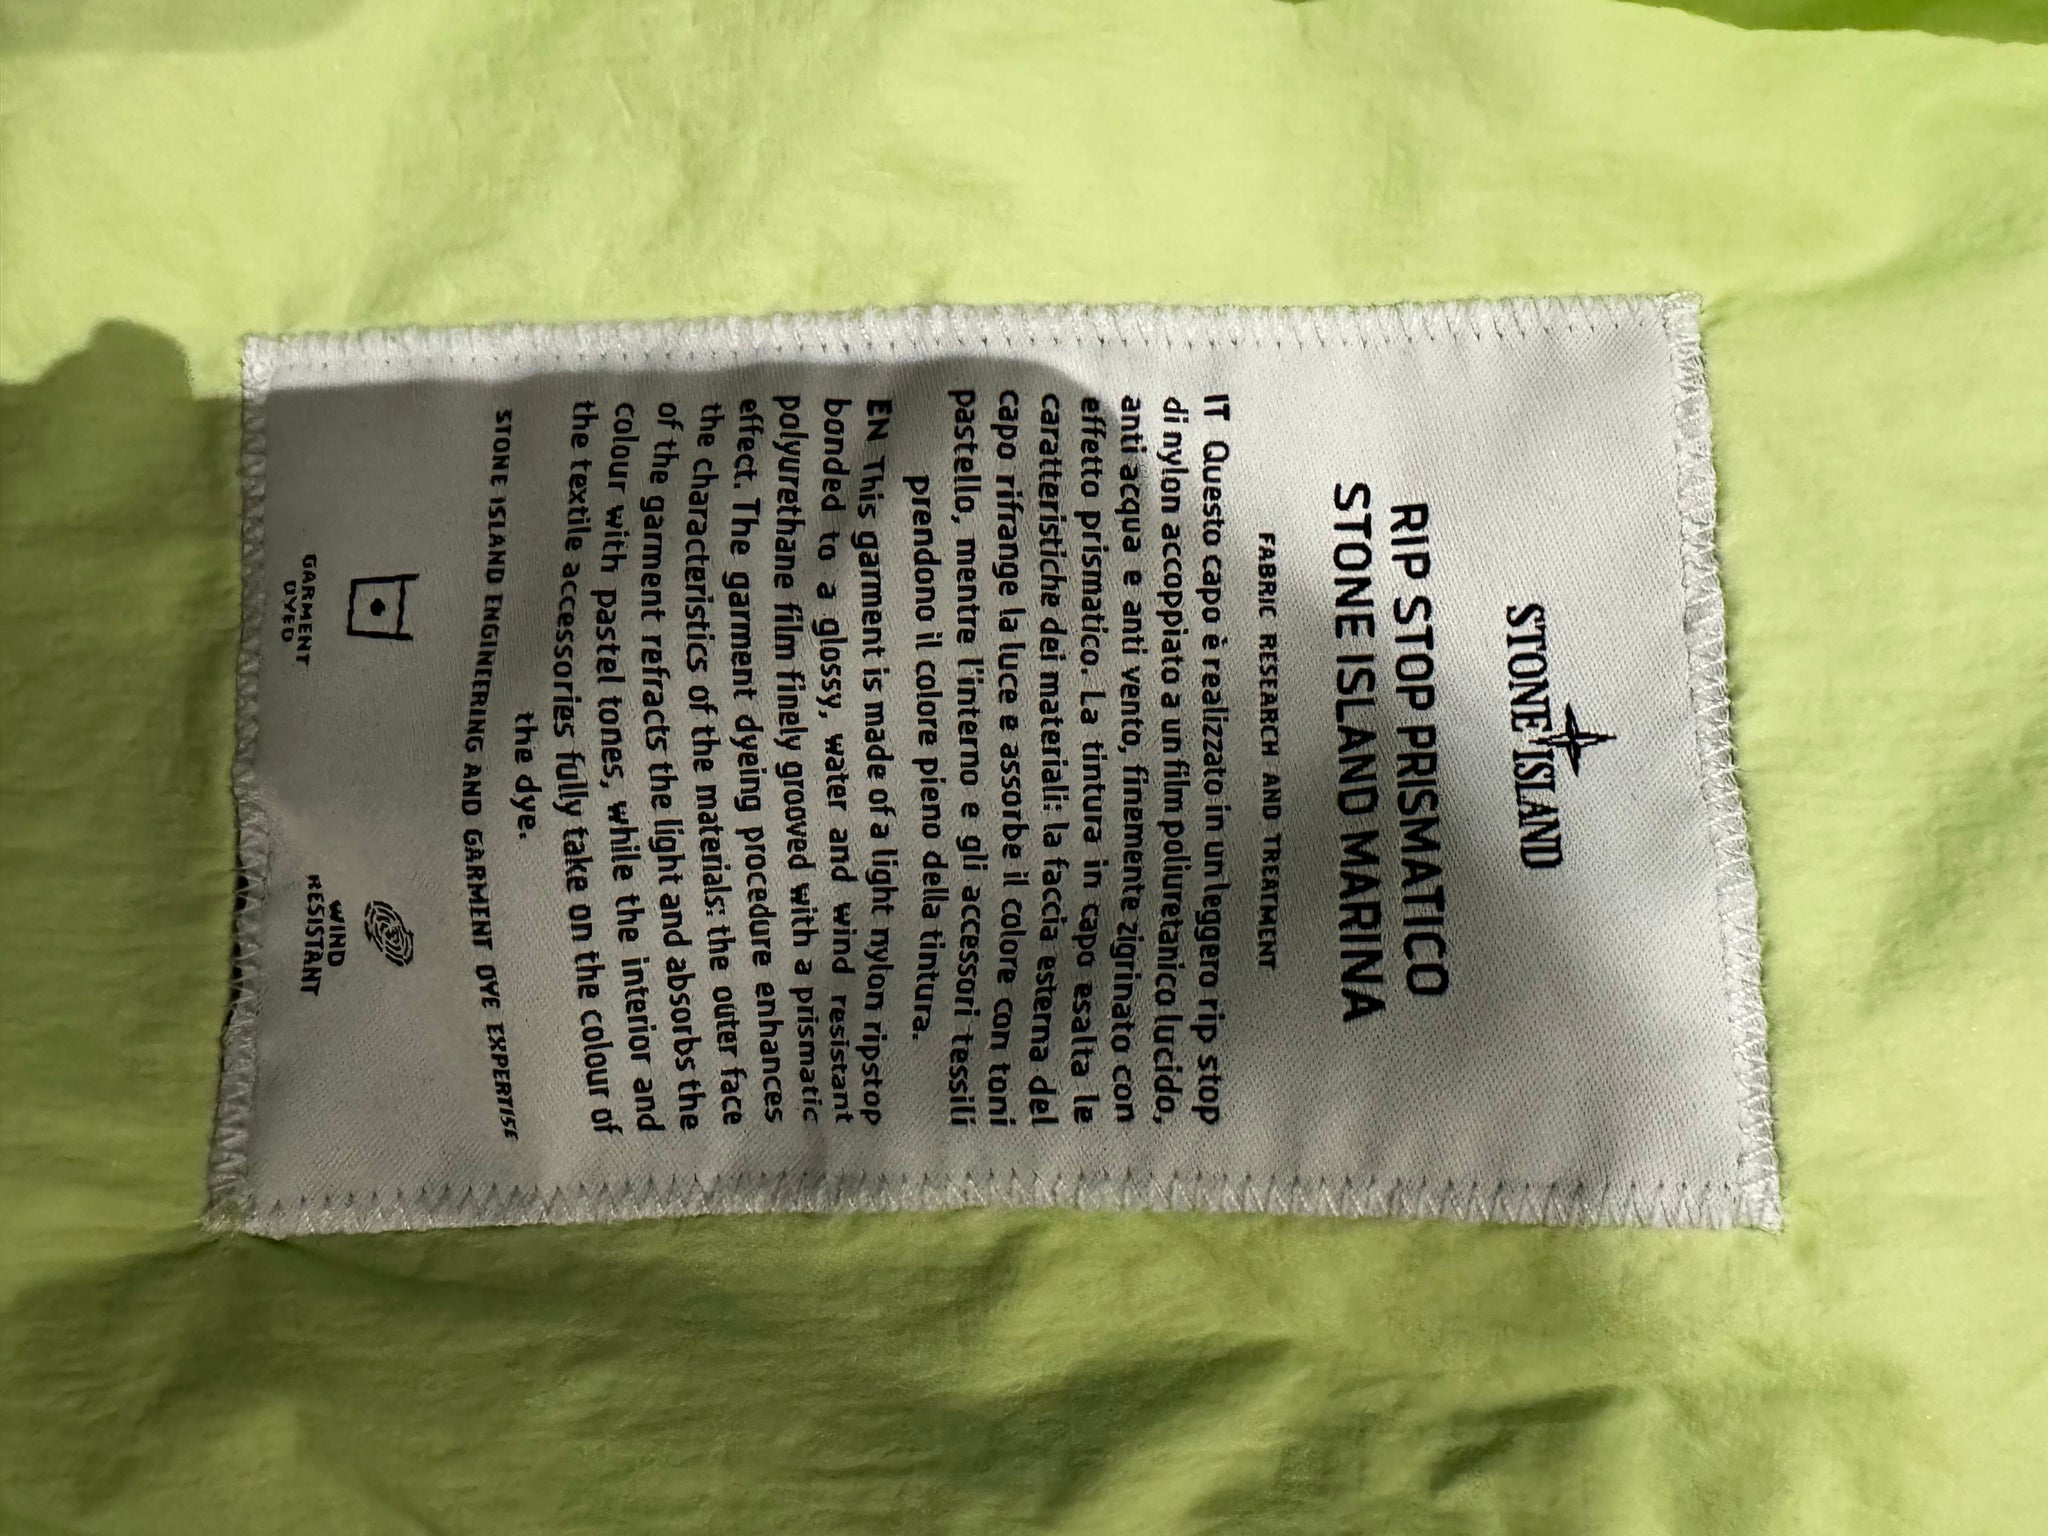 STONE ISLAND
RIP STOP PRISMATICO
STONE ISLAND MARINA
FABRIC RESEARCH AND TREATMENT
IT Questo capo è realizzato in un leggero rip stop
di nylon accoppiato a un film poliuretanico lucido,
anti acqua e anti vento, finemente zigrinato con
effetto prismatico. La tintura in capo esalta le
caratteristiche dei materiali: la faccia esterna del
capo rifrange la luce e assorbe il colore con toni
pastello, mentre l'interno e gli accessori tessili
prendono il colore pieno della tintura.
EN This garment is made of a light nylon ripstop
bonded to a glossy, water and wind resistant
polyurethane film finely grooved with a prismatic
effect. The garment dyeing procedure enhances
the characteristics of the materials: the outer face
of the garment refracts the light and absorbs the
colour with pastel tones, while the interior and
the textile accessories fully take on the colour of
the dye.
STONE ISLAND ENGINEERING AND GARMENT DYE EXPERTISE
GARMENT
DYED
WIND
RESISTANT